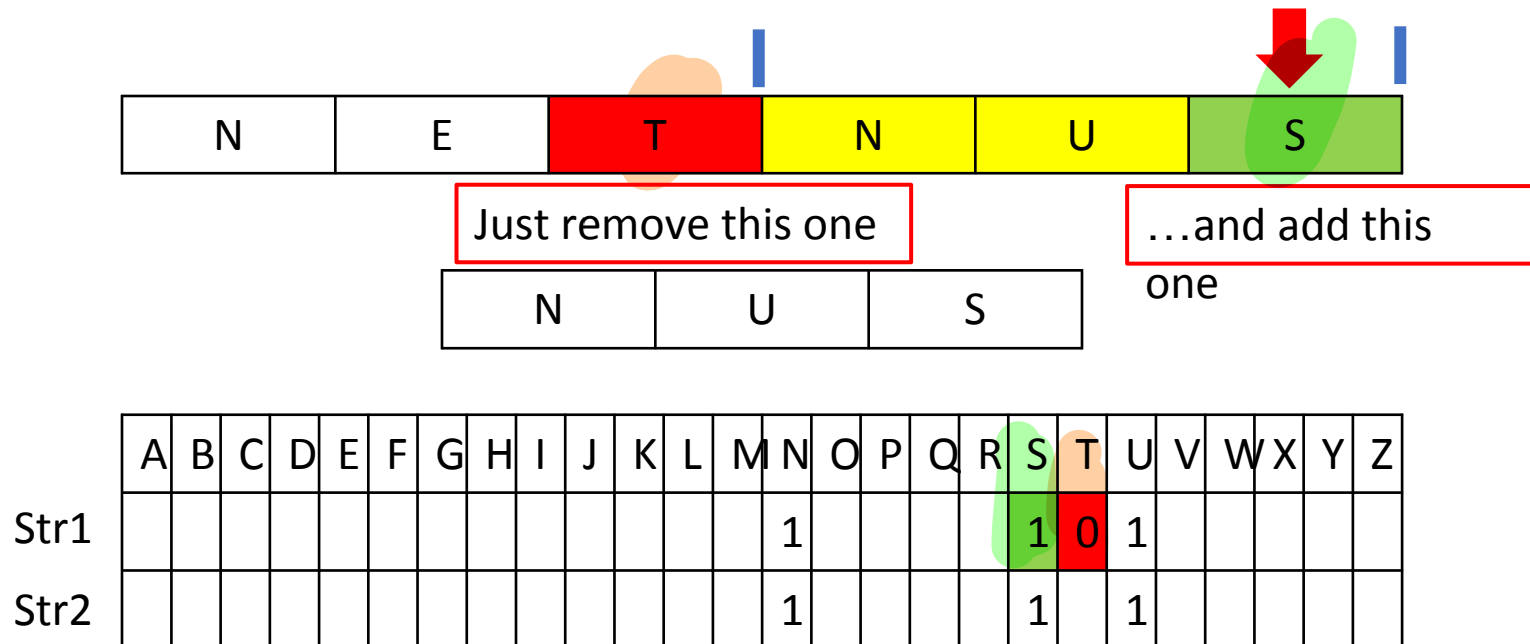 N E T N U S
Just remove this one
…and add this
one
N U S
A B C D E F G H I J K L M N O P Q R S T U V W X Y Z
Str1 1 1 0 1
Str2 1 1 1